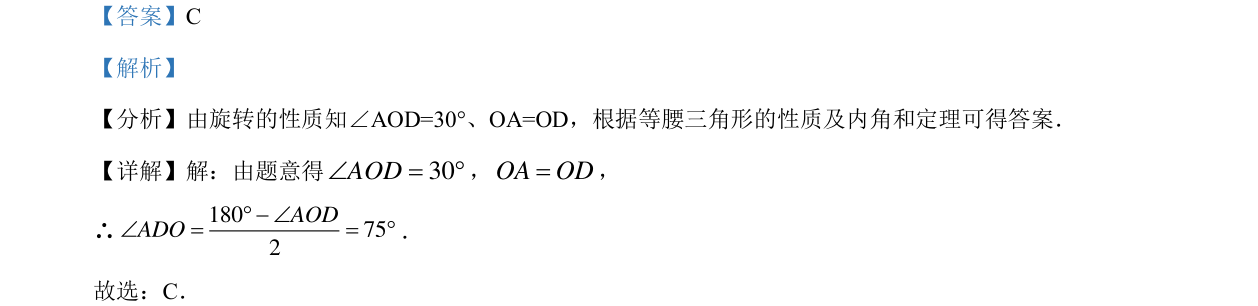 【答案】C
【解析】
【分析】由旋转的性质知∠AOD=30°、OA=OD，根据等腰三角形的性质及内角和定理可得答案．
【详解】解：由题意得∠AOD = 30°，OA = OD，
∴ ∠ADO = \frac{180° − ∠AOD}{2} = 75°．
故选：C．